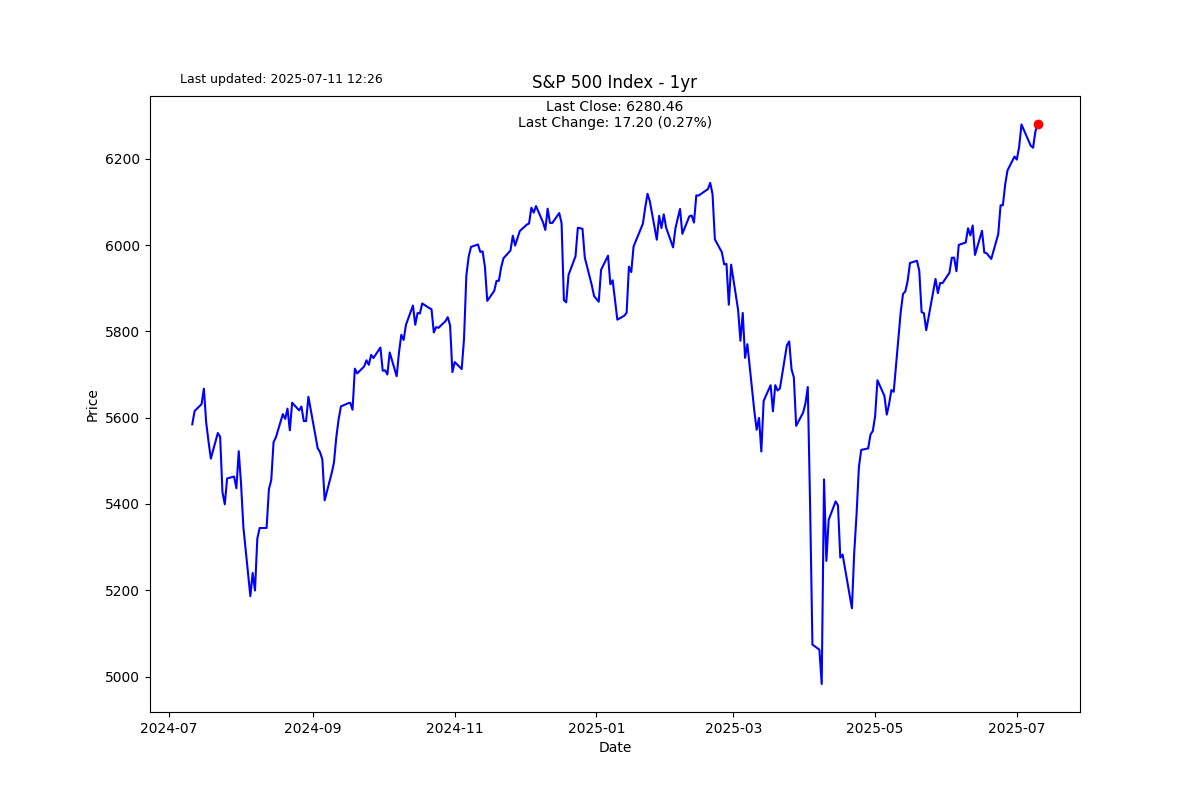 Last updated: 2025-07-11 12:26
S&P 500 Index - 1yr
Last Close: 6280.46
Last Change: 17.20 (0.27%)
6200
6000
5800
5600
5400
5200
5000
Price
2024-07 2024-09 2024-11 2025-01 2025-03 2025-05 2025-07
Date